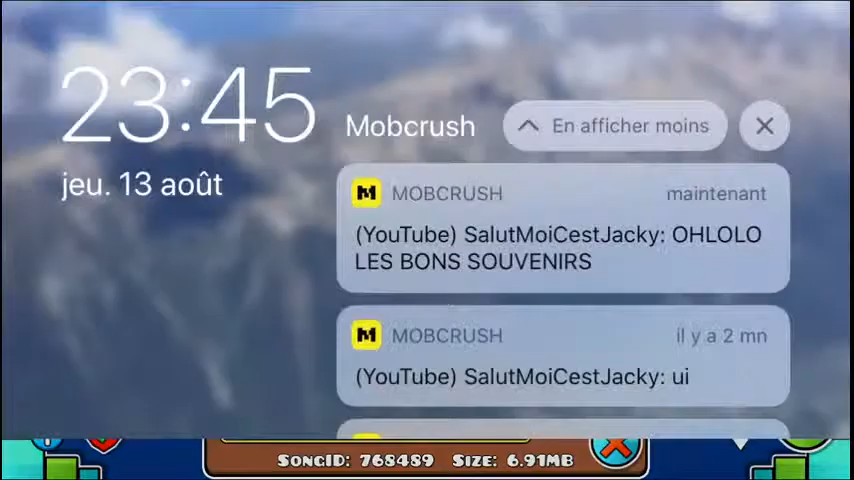 23:45
jeu. 13 août
Mobcrush
En afficher moins
MOBCRUSH
maintenant
(YouTube) SalutMoiCestJacky: OHLOLO
LES BONS SOUVENIRS
MOBCRUSH
il y a 2 mn
(YouTube) SalutMoiCestJacky: ui
SONGID: 768489 SIZE: 6.91MB